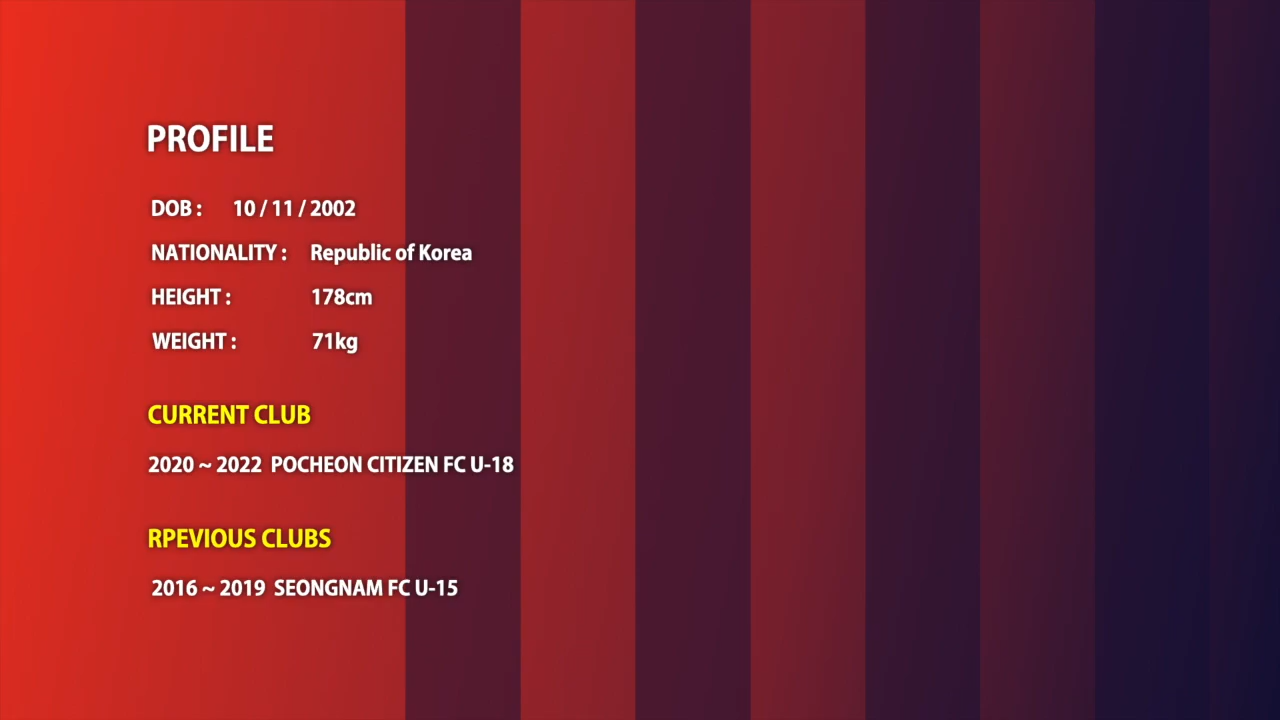 PROFILE
DOB : 10 / 11 / 2002
NATIONALITY : Republic of Korea
HEIGHT : 178cm
WEIGHT : 71kg
CURRENT CLUB
2020 ~ 2022 POCHEON CITIZEN FC U-18
RPEVIOUS CLUBS
2016 ~ 2019 SEONGNAM FC U-15